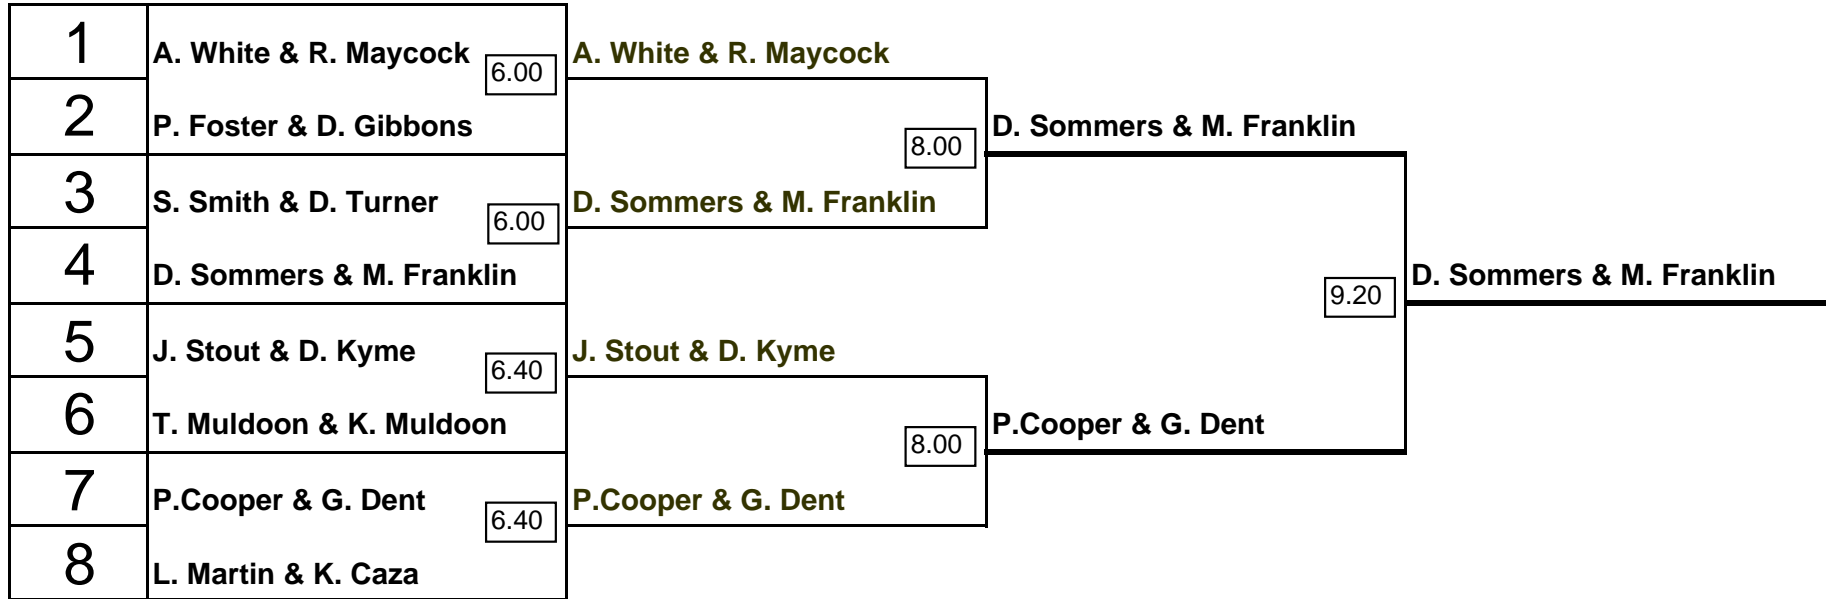 1 A. White & R. Maycock 6.00 A. White & R. Maycock
2 P. Foster & D. Gibbons 8.00 D. Sommers & M. Franklin
3 S. Smith & D. Turner 6.00 D. Sommers & M. Franklin
4 D. Sommers & M. Franklin 9.20 D. Sommers & M. Franklin
5 J. Stout & D. Kyme 6.40 J. Stout & D. Kyme
6 T. Muldoon & K. Muldoon 8.00 P.Cooper & G. Dent
7 P.Cooper & G. Dent 6.40 P.Cooper & G. Dent
8 L. Martin & K. Caza